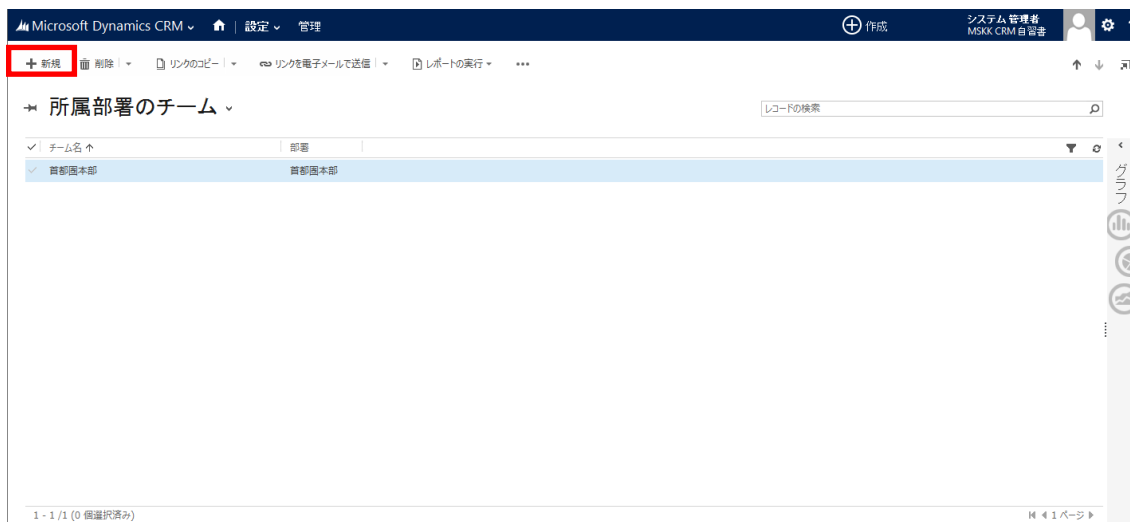 Microsoft Dynamics CRM 設定 管理 作成 システム 管理者
MSKK CRM 自習書
新規 削除 リンクのコピー リンクを電子メールで送信 レポートの実行
所属部署のチーム レコードの検索
チーム名 部署
首都圏本部 首都圏本部
グラフ
1 - 1 /1 (0 個選択済み) 1 ページ